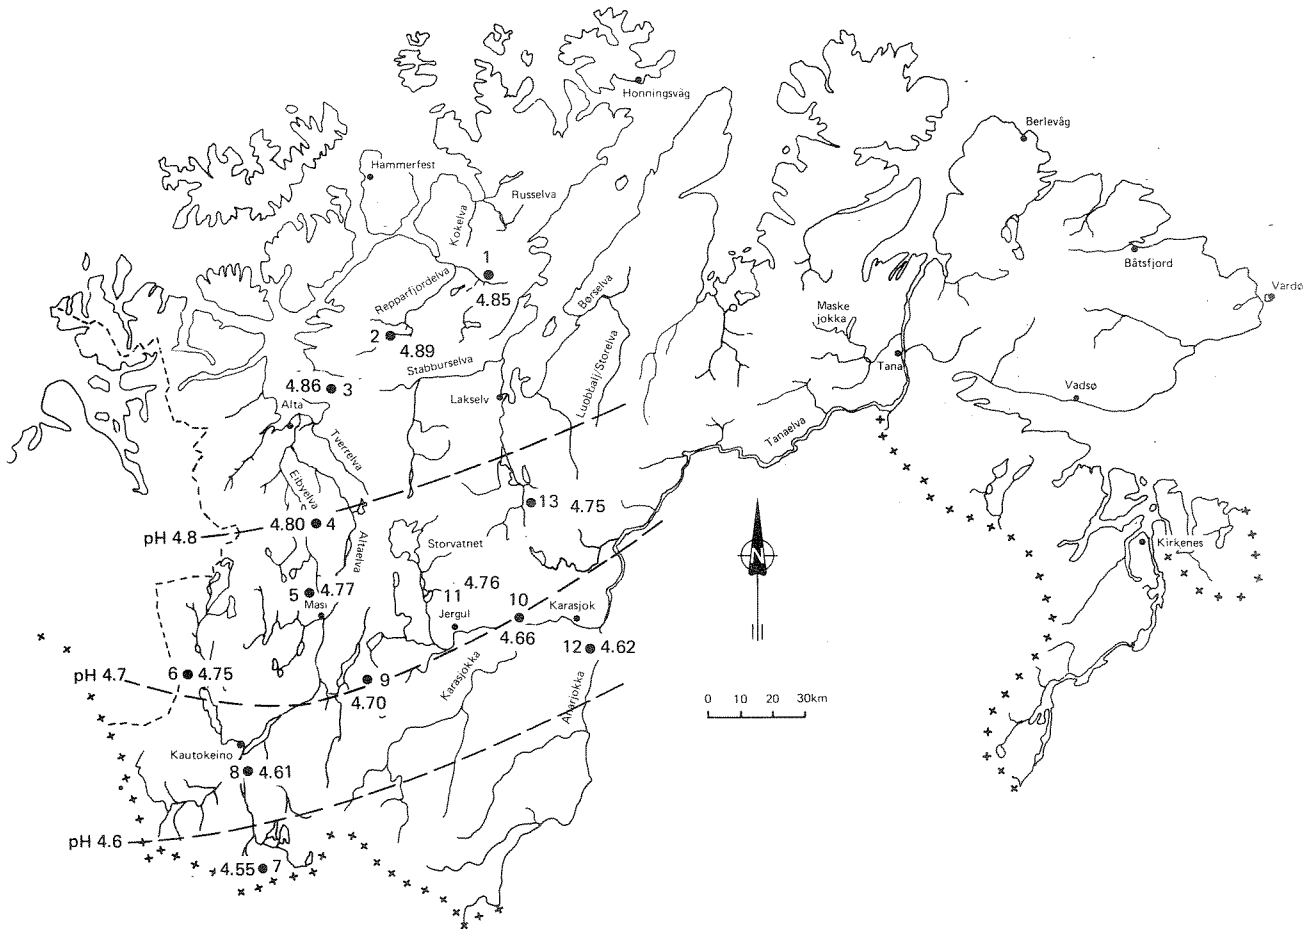 Honningsvåg
Berlevåg
Hammerfest
Russelva
Kokelva
1
Båtsfjord
Repparfjordelva
4.85
Børselva
Vardø
Maske
jokka
2
4.89
Stabburselva
Luobbalj/Storelva
Tana
4.86
3
Lakselv
Vadsø
Alta
Tverrelva
Tanaelva
Eibyelva
13
4.75
4.80
4
pH 4.8
Altaelva
Storvatnet
N
Kirkenes
5
4.77
4.76
11
10
Masi
Jergul
Karasjok
4.66
12
4.62
6
4.75
pH 4.7
9
4.70
Karasjokka
Anarjokka
0 10 20 30km
Kautokeino
8
4.61
pH 4.6
4.55
7